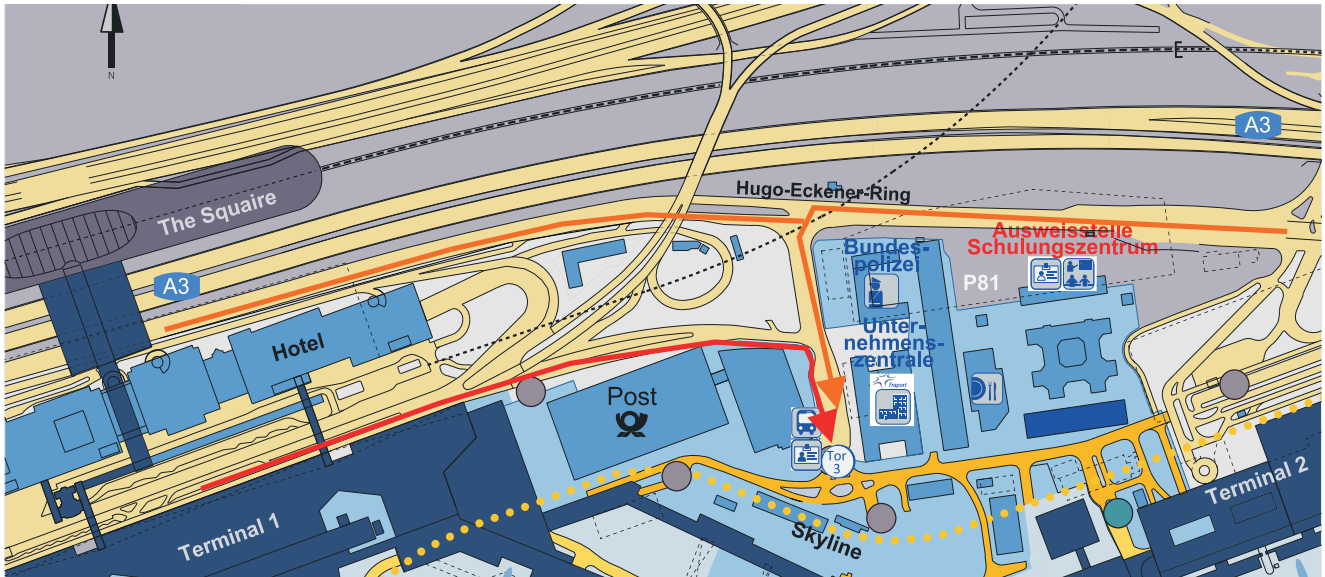 N
A3
The Squaire
Hugo-Eckener-Ring
Ausweisstelle
Schulungszentrum
Bundes-
polizei
P81
A3
Hotel
Unter-
nehmens-
zentrale
Fraport
Post
Tor
3
Terminal 2
Terminal 1
Skyline